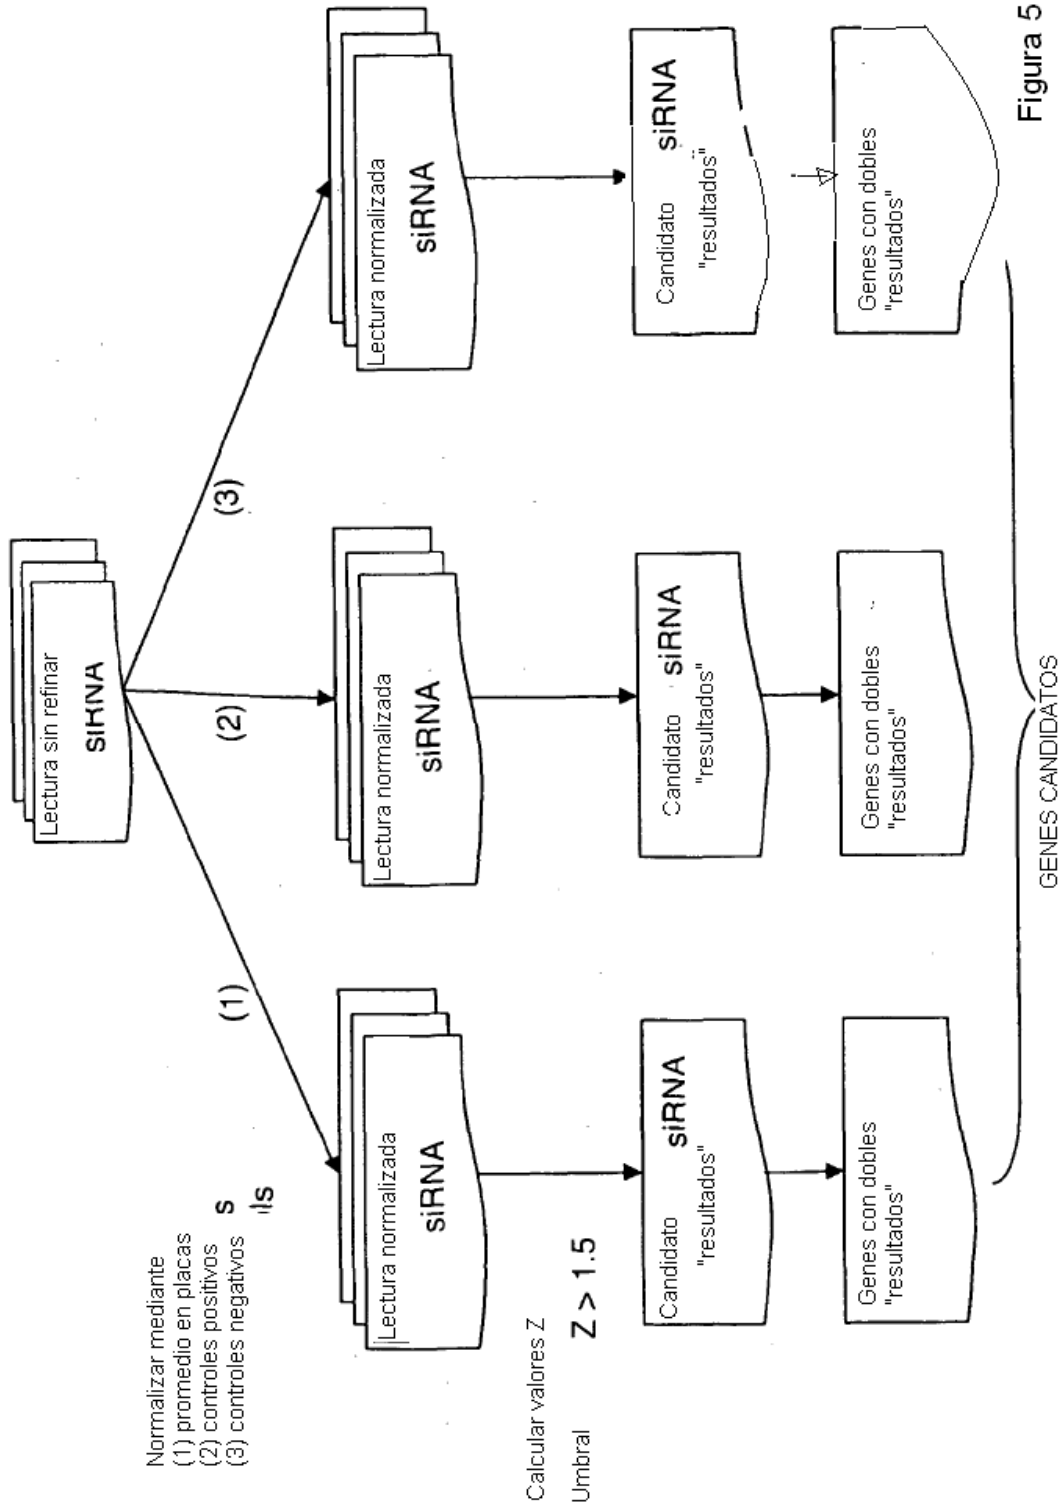 Lectura sin refinar
siRNA
Normalizar mediante
(1) promedio en placas
(2) controles positivos
(3) controles negativos
s
ls
(1)
(2)
(3)
Lectura normalizada
siRNA
Lectura normalizada
siRNA
Lectura normalizada
siRNA
Calcular valores Z
Umbral
Z > 1.5
Candidato siRNA
"resultados"
Candidato siRNA
"resultados"
Candidato siRNA
"resultados"
Genes con dobles
"resultados"
Genes con dobles
"resultados"
Genes con dobles
"resultados"
GENES CANDIDATOS
Figura 5